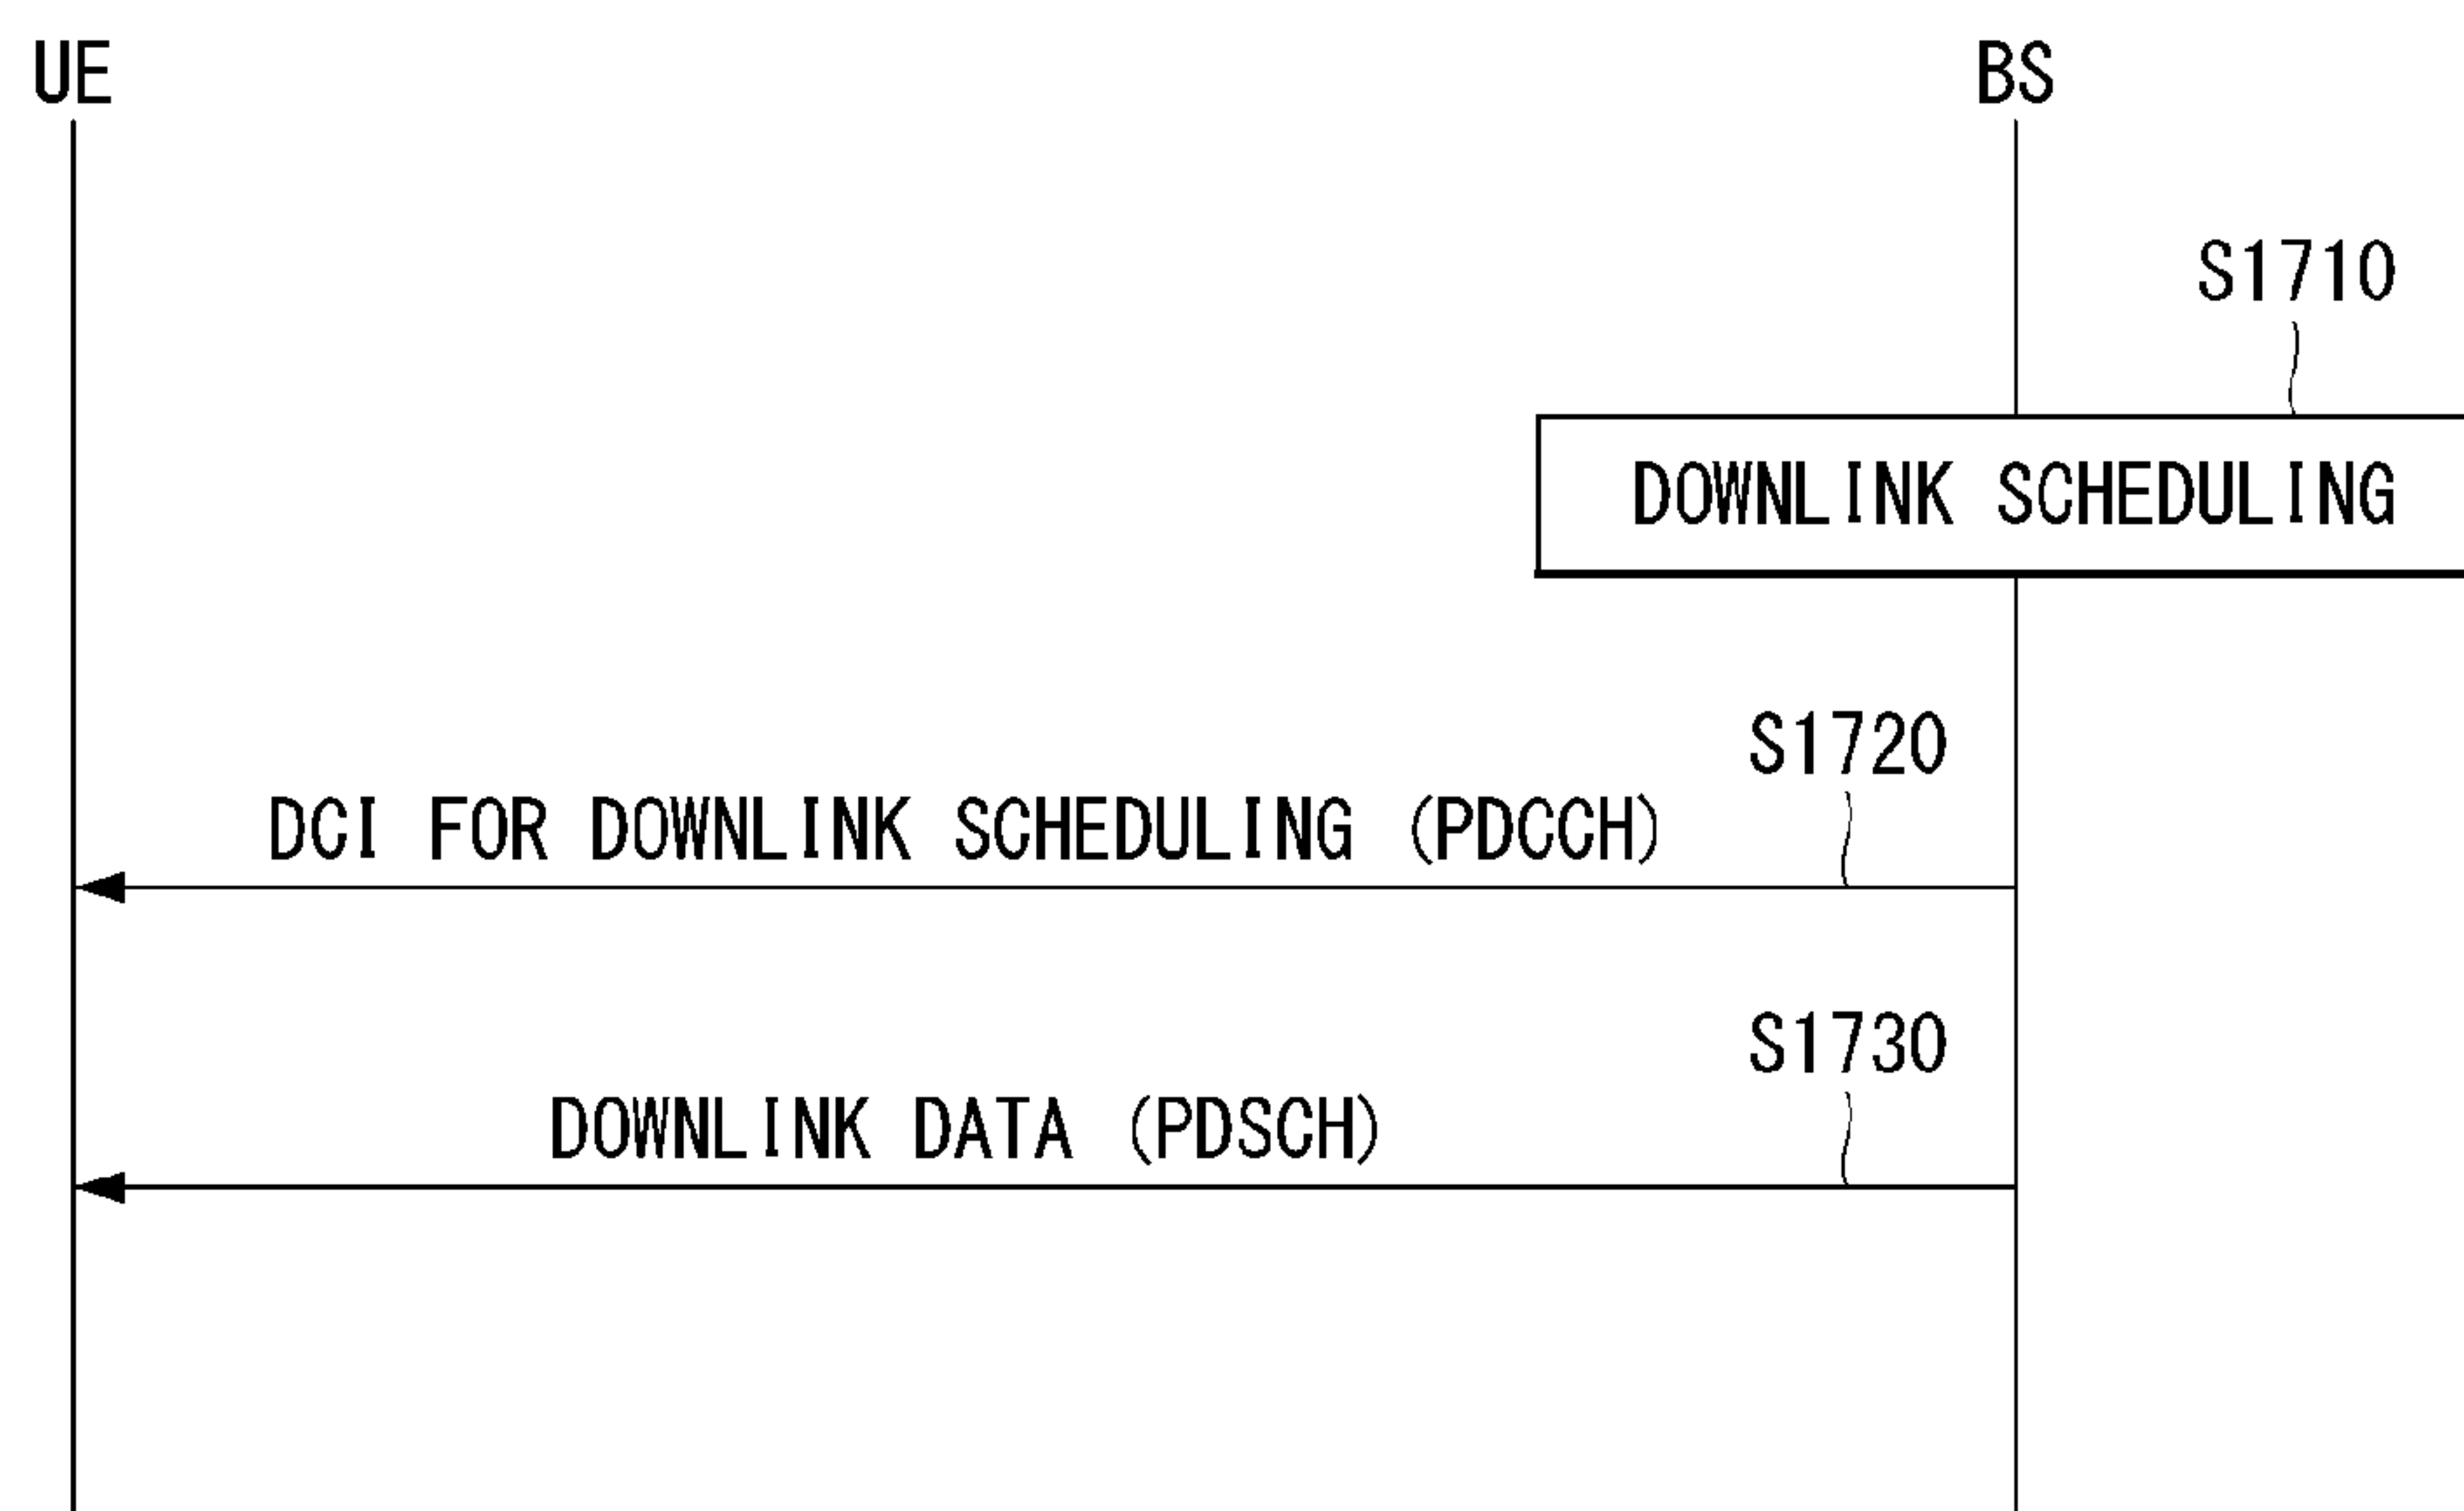 UE
BS
S1710
DOWNLINK SCHEDULING
S1720
DCI FOR DOWNLINK SCHEDULING (PDCCH)
S1730
DOWNLINK DATA (PDSCH)